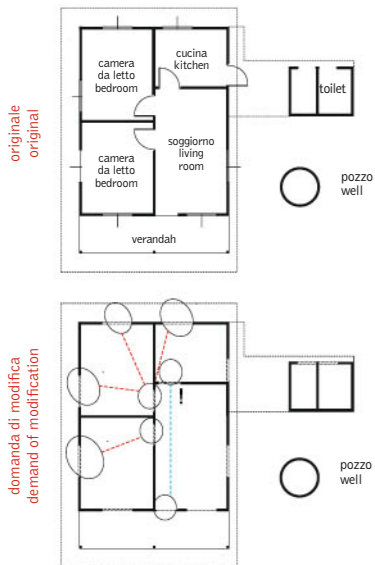 originale
original
camera
da letto
bedroom
cucina
kitchen
toilet
camera
da letto
bedroom
soggiorno
living
room
pozzo
well
verandah
domanda di modifica
demand of modification
!
pozzo
well